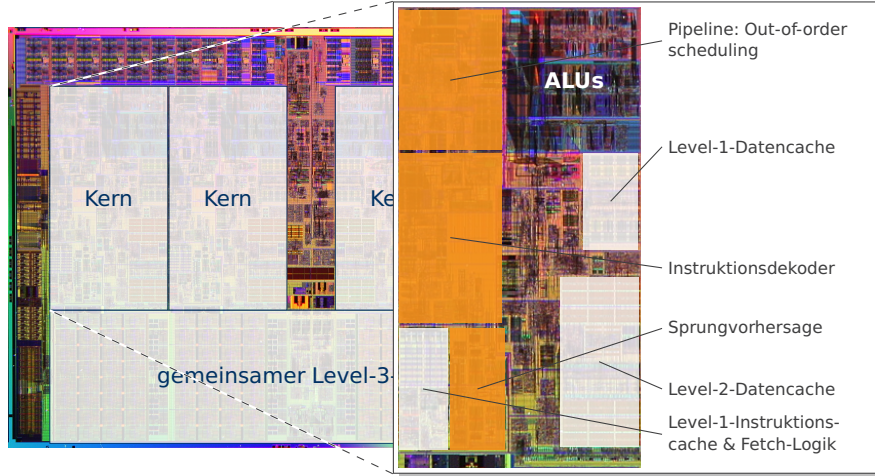 Kern
Kern
Ke
gemeinsamer Level-3-
ALUs
Pipeline: Out-of-order
scheduling
Level-1-Datencache
Instruktionsdekoder
Sprungvorhersage
Level-2-Datencache
Level-1-Instruktions-
cache & Fetch-Logik